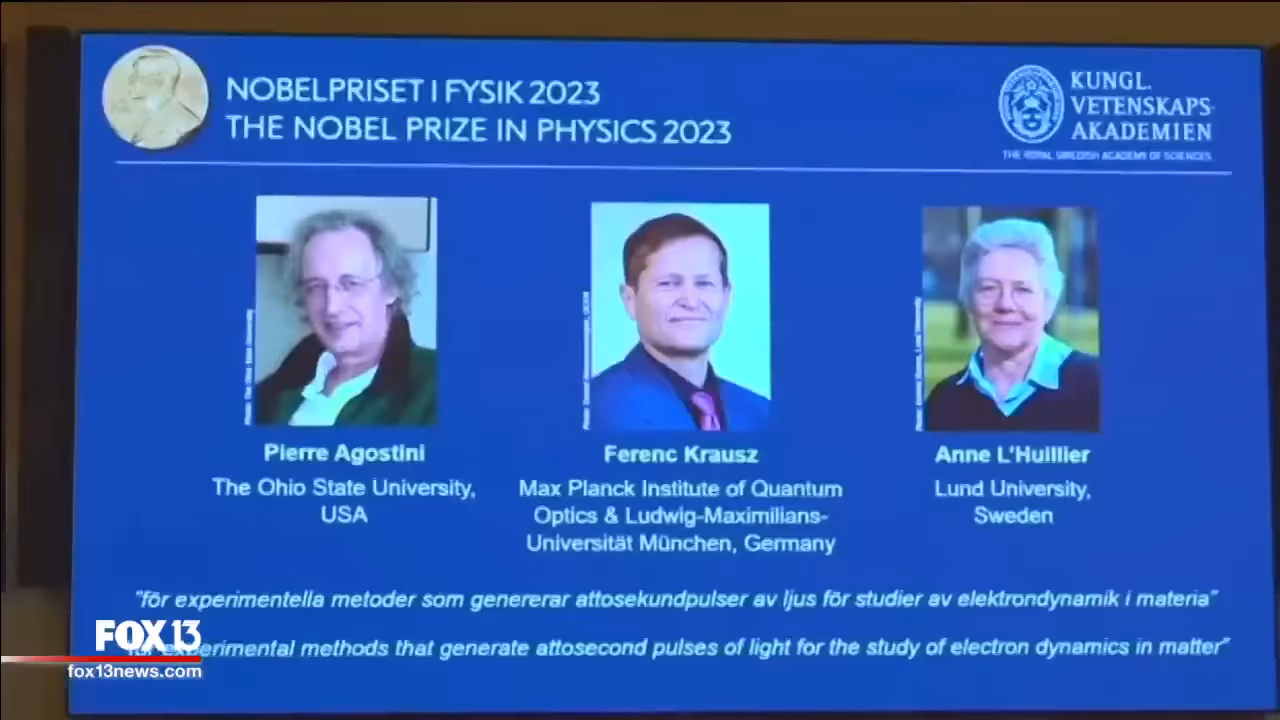 NOBELPRISET I FYSIK 2023
THE NOBEL PRIZE IN PHYSICS 2023
KUNGL.
VETENSKAPS-
AKADEMIEN
THE ROYAL SWEDISH ACADEMY OF SCIENCES
Pierre Agostini
The Ohio State University,
USA
Ferenc Krausz
Max Planck Institute of Quantum
Optics & Ludwig-Maximilians-
Universität München, Germany
Anne L'Huillier
Lund University,
Sweden
"för experimentella metoder som genererar attosekundpulser av ljus för studier av elektrondynamik i materia"
experimental methods that generate attosecond pulses of light for the study of electron dynamics in matter"
FOX 13
fox13news.com